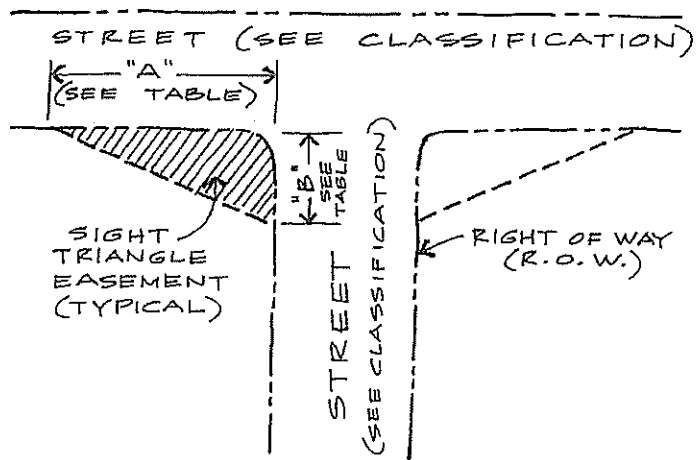 STREET (SEE CLASSIFICATION)
"A"
(SEE TABLE)
"B"
SEE
TABLE
SIGHT
TRIANGLE
EASEMENT
(TYPICAL)
STREET
(SEE CLASSIFICATION)
RIGHT OF WAY
(R.O.W.)